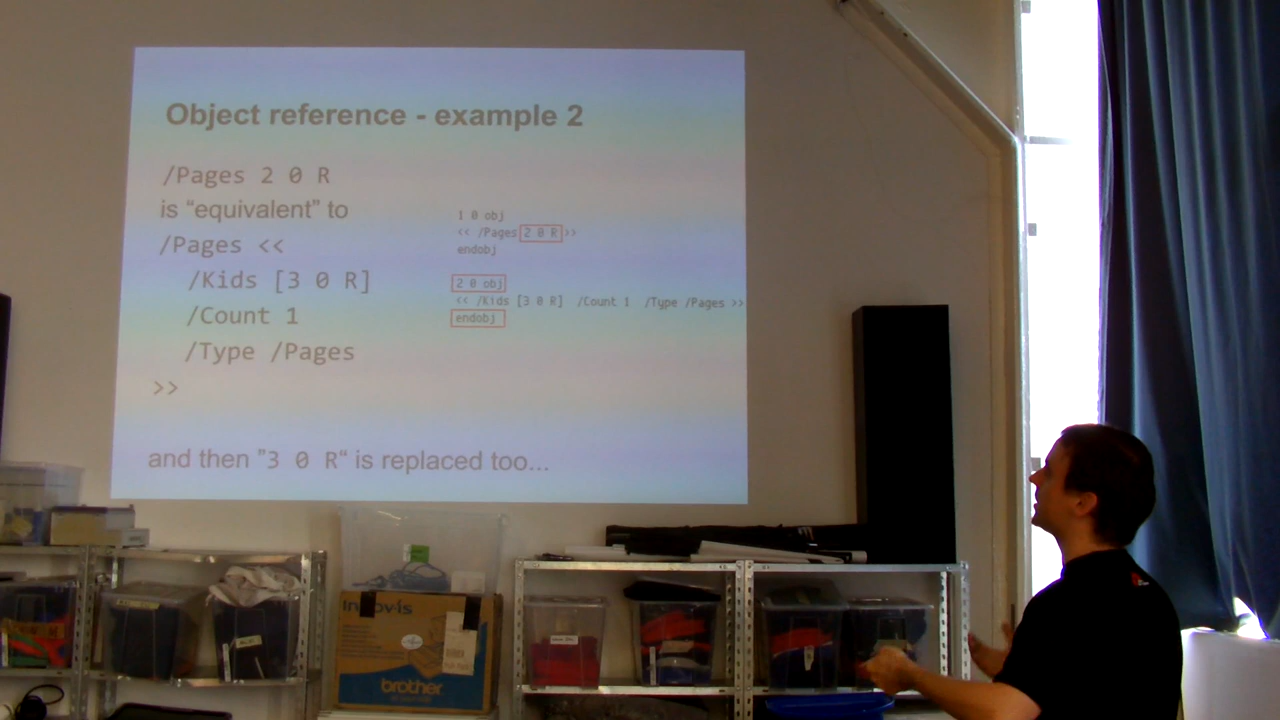 Object reference - example 2
/Pages 2 0 R
is “equivalent” to
/Pages <<
/Kids [3 0 R]
/Count 1
/Type /Pages
>>
and then ”3 0 R“ is replaced too...
1 0 obj
<< /Pages 2 0 R >>
endobj
2 0 obj
<< /Kids [3 0 R] /Count 1 /Type /Pages >>
endobj
brother